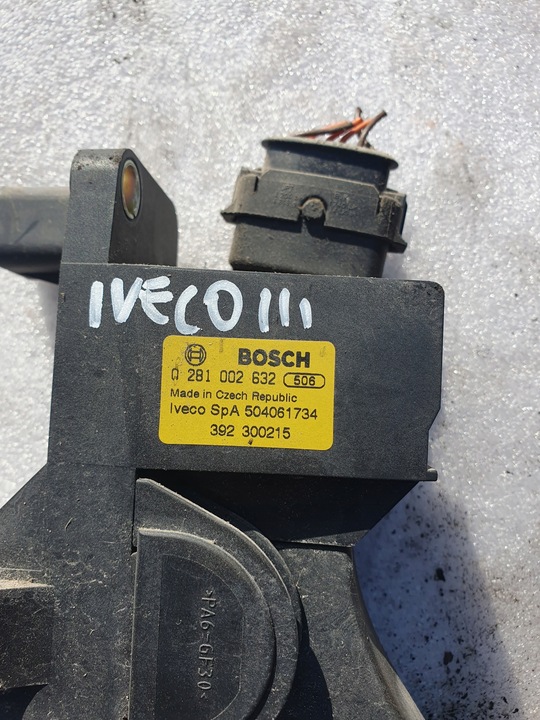 IVECO III
BOSCH
0 281 002 632 506
Made in Czech Republic
Iveco SpA 504061734
392 300215
>PA6-GF30<